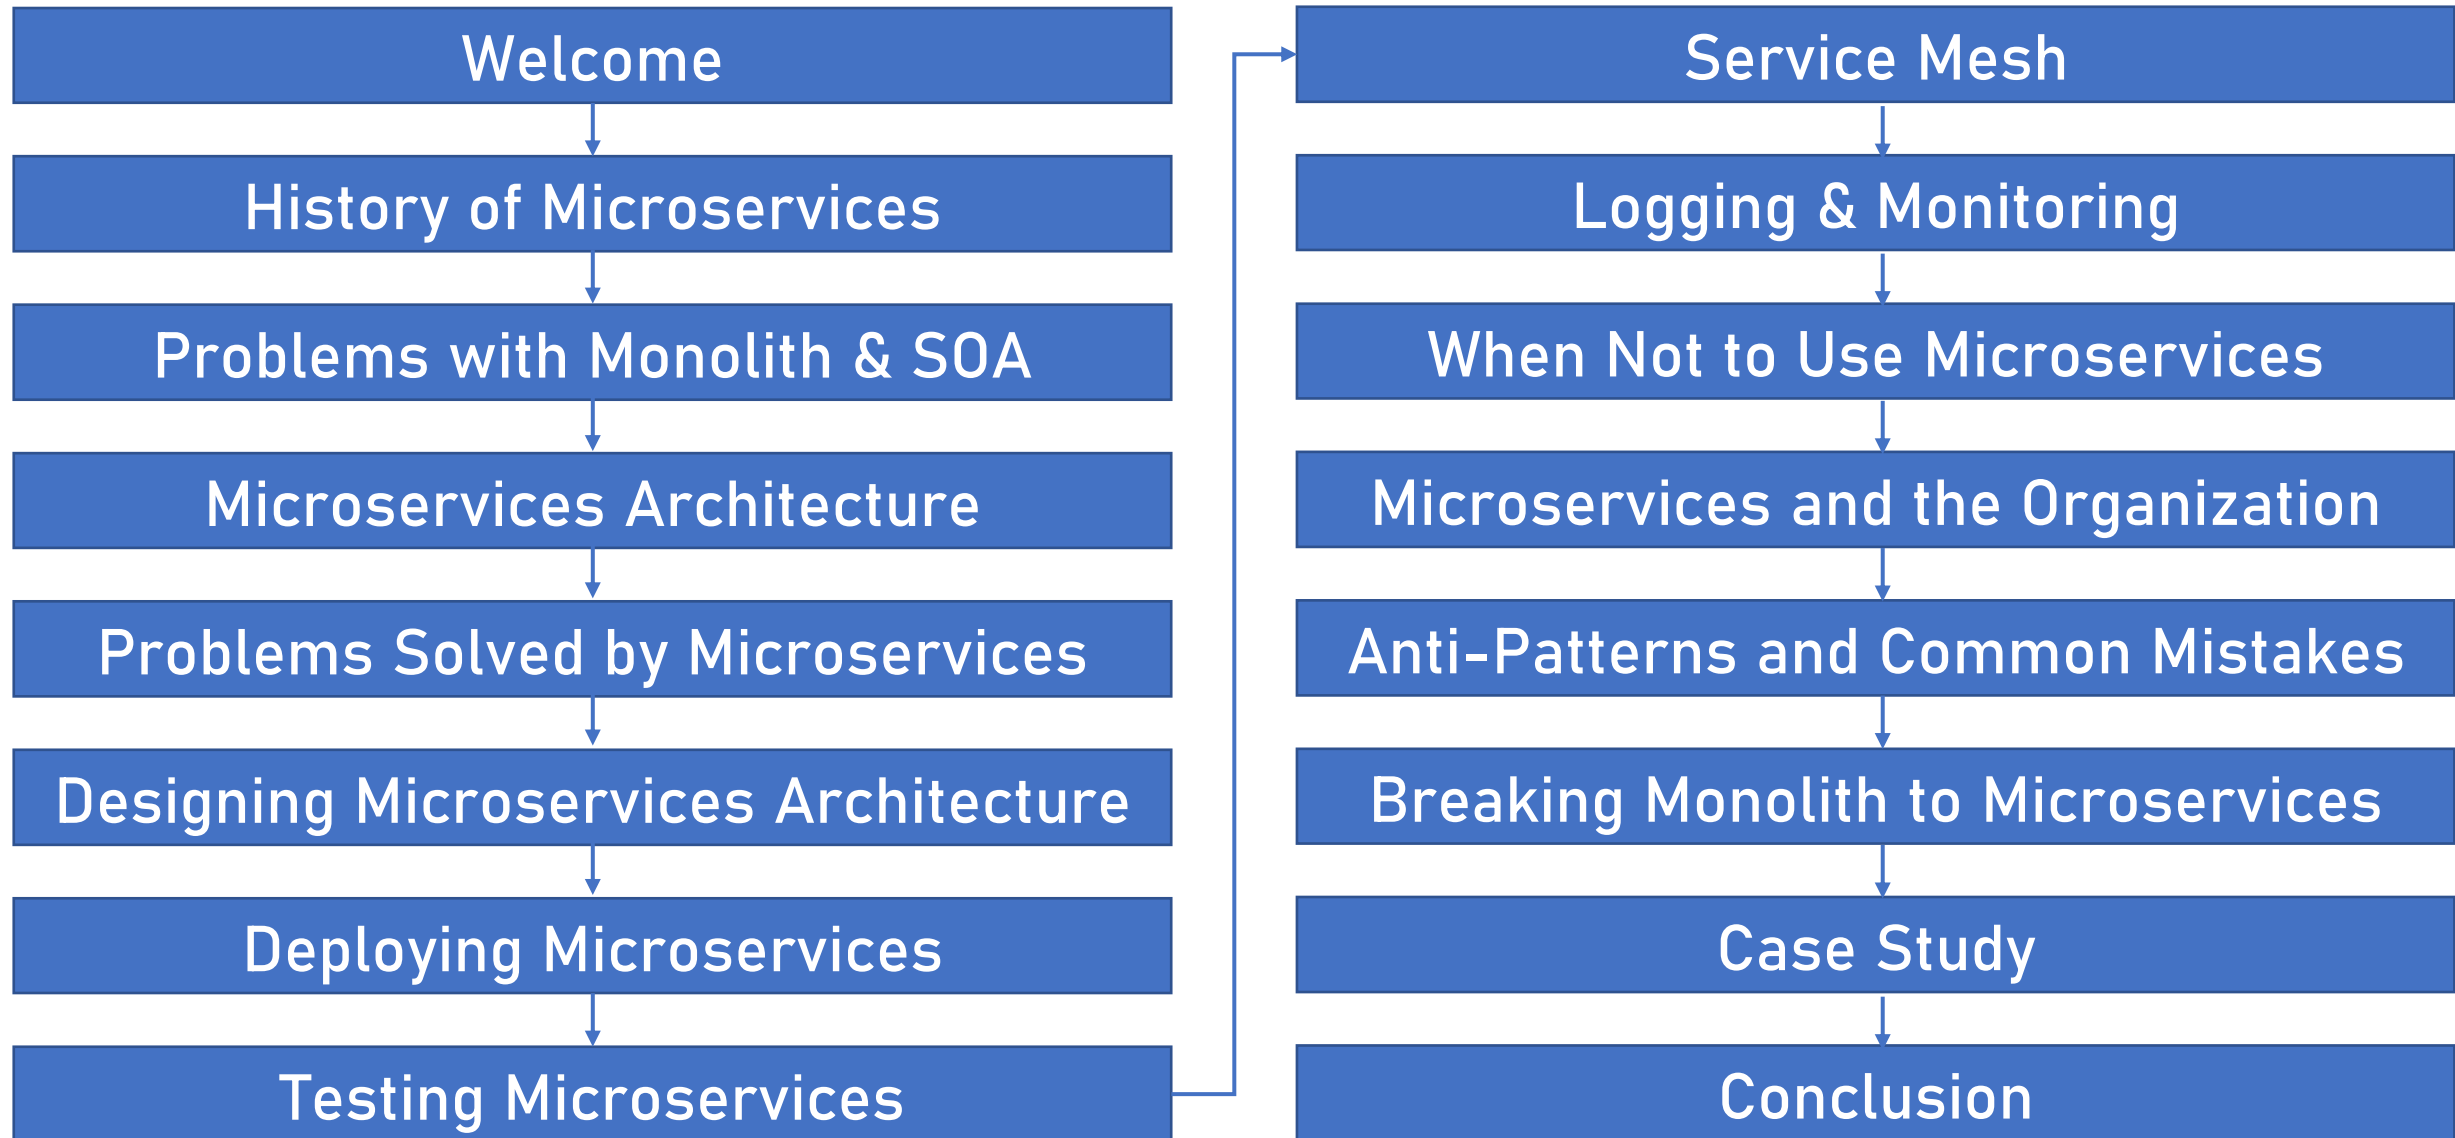 Welcome
History of Microservices
Problems with Monolith & SOA
Microservices Architecture
Problems Solved by Microservices
Designing Microservices Architecture
Deploying Microservices
Testing Microservices
Service Mesh
Logging & Monitoring
When Not to Use Microservices
Microservices and the Organization
Anti-Patterns and Common Mistakes
Breaking Monolith to Microservices
Case Study
Conclusion